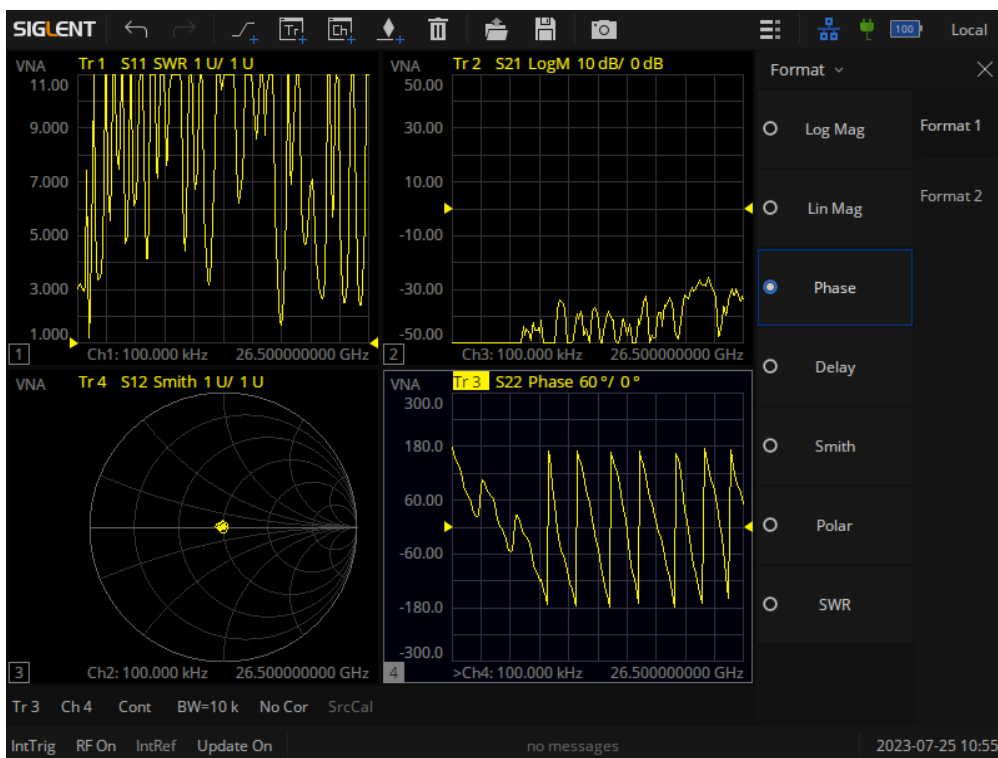 SIGLENT Tr Ch 100 Local
VNA Tr 1 S11 SWR 1 U/ 1 U
11.00
9.000
7.000
5.000
3.000
1.000
1 Ch1: 100.000 kHz 26.500000000 GHz
VNA Tr 2 S21 LogM 10 dB/ 0 dB
50.00
30.00
10.00
-10.00
-30.00
-50.00
2 Ch3: 100.000 kHz 26.500000000 GHz
VNA Tr 4 S12 Smith 1 U/ 1 U
3 Ch2: 100.000 kHz 26.500000000 GHz
VNA Tr 3 S22 Phase 60 °/ 0 °
300.0
180.0
60.00
-60.00
-180.0
-300.0
4 >Ch4: 100.000 kHz 26.500000000 GHz
Format
Log Mag
Lin Mag
Phase
Delay
Smith
Polar
SWR
Format 1
Format 2
Tr 3 Ch 4 Cont BW=10 k No Cor SrcCal
IntTrig RF On IntRef Update On no messages 2023-07-25 10:55